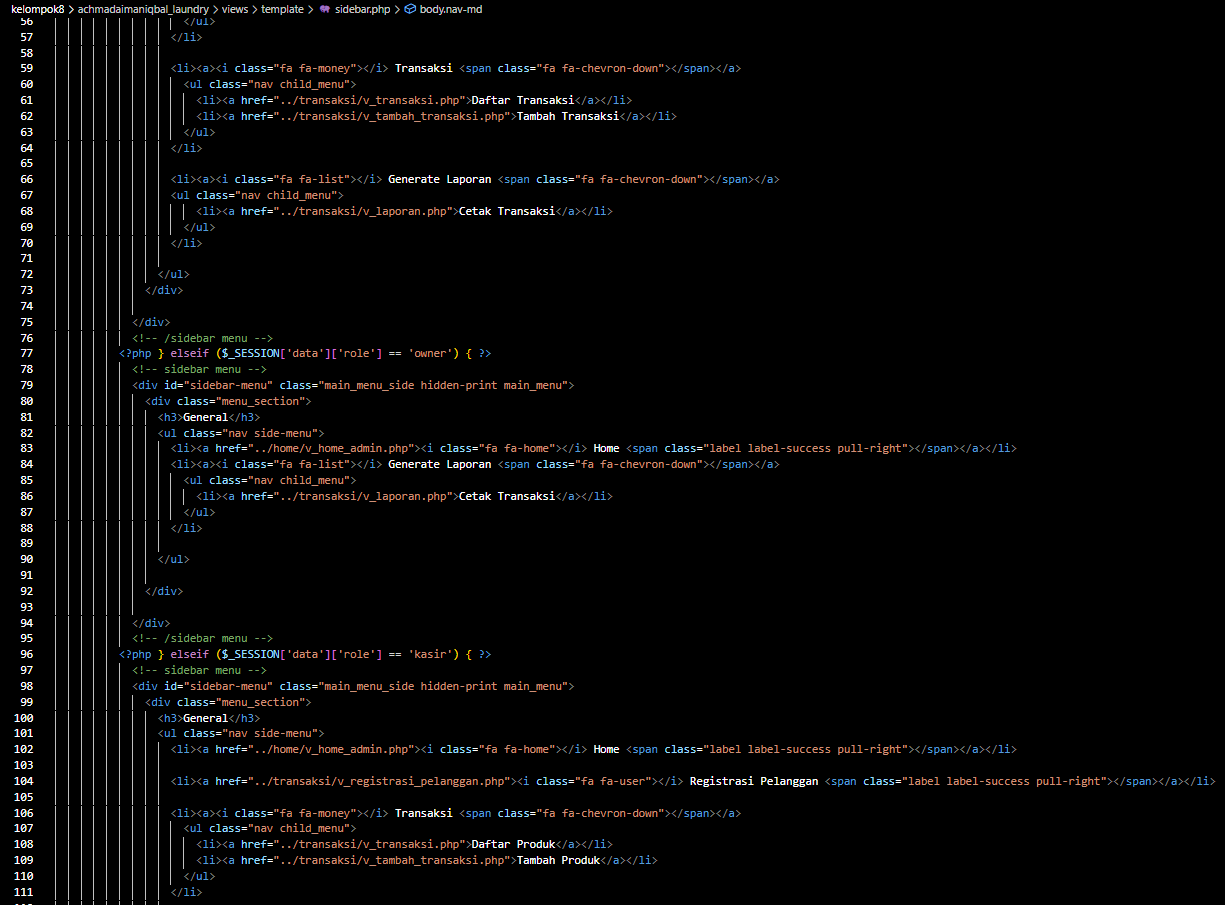 kelompok8 > achmadaimaniqbal_laundry > views > template > sidebar.php > body.nav-md
56 </ul>
57 </li>
58
59 <li><a><i class="fa fa-money"></i> Transaksi <span class="fa fa-chevron-down"></span></a>
60 <ul class="nav child_menu">
61 <li><a href="../transaksi/v_transaksi.php">Daftar Transaksi</a></li>
62 <li><a href="../transaksi/v_tambah_transaksi.php">Tambah Transaksi</a></li>
63 </ul>
64 </li>
65
66 <li><a><i class="fa fa-list"></i> Generate Laporan <span class="fa fa-chevron-down"></span></a>
67 <ul class="nav child_menu">
68 <li><a href="../transaksi/v_laporan.php">Cetak Transaksi</a></li>
69 </ul>
70 </li>
71
72 </ul>
73 </div>
74
75 </div>
76 <!-- /sidebar menu -->
77 <?php } elseif ($_SESSION['data']['role'] == 'owner') { ?>
78 <!-- sidebar menu -->
79 <div id="sidebar-menu" class="main_menu_side hidden-print main_menu">
80 <div class="menu_section">
81 <h3>General</h3>
82 <ul class="nav side-menu">
83 <li><a href="../home/v_home_admin.php"><i class="fa fa-home"></i> Home <span class="label label-success pull-right"></span></a></li>
84 <li><a><i class="fa fa-list"></i> Generate Laporan <span class="fa fa-chevron-down"></span></a>
85 <ul class="nav child_menu">
86 <li><a href="../transaksi/v_laporan.php">Cetak Transaksi</a></li>
87 </ul>
88 </li>
89
90 </ul>
91
92 </div>
93
94 </div>
95 <!-- /sidebar menu -->
96 <?php } elseif ($_SESSION['data']['role'] == 'kasir') { ?>
97 <!-- sidebar menu -->
98 <div id="sidebar-menu" class="main_menu_side hidden-print main_menu">
99 <div class="menu_section">
100 <h3>General</h3>
101 <ul class="nav side-menu">
102 <li><a href="../home/v_home_admin.php"><i class="fa fa-home"></i> Home <span class="label label-success pull-right"></span></a></li>
103
104 <li><a href="../transaksi/v_registrasi_pelanggan.php"><i class="fa fa-user"></i> Registrasi Pelanggan <span class="label label-success pull-right"></span></a></li>
105
106 <li><a><i class="fa fa-money"></i> Transaksi <span class="fa fa-chevron-down"></span></a>
107 <ul class="nav child_menu">
108 <li><a href="../transaksi/v_transaksi.php">Daftar Produk</a></li>
109 <li><a href="../transaksi/v_tambah_transaksi.php">Tambah Produk</a></li>
110 </ul>
111 </li>